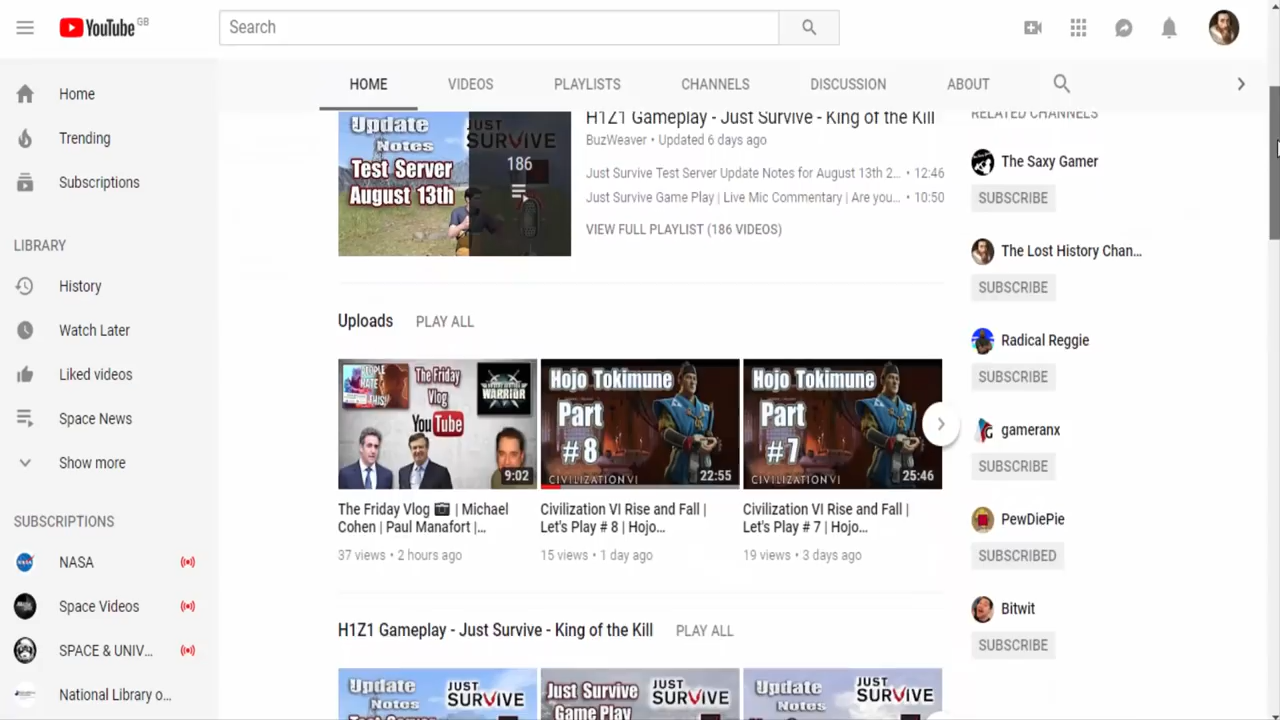 YouTube GB
Search
HOME VIDEOS PLAYLISTS CHANNELS DISCUSSION ABOUT
Home
Trending
Subscriptions
LIBRARY
History
Watch Later
Liked videos
Space News
Show more
SUBSCRIPTIONS
NASA
Space Videos
SPACE & UNIV...
National Library o...
Update
Notes
Test Server
August 13th
JUST
SURVIVE
186
H1Z1 Gameplay - Just Survive - King of the Kill
BuzWeaver • Updated 6 days ago
Just Survive Test Server Update Notes for August 13th 2... • 12:46
Just Survive Game Play | Live Mic Commentary | Are you... • 10:50
VIEW FULL PLAYLIST (186 VIDEOS)
Uploads PLAY ALL
PEOPLE
HATE
THIS!
The Friday
Vlog
YouTube
WARRIOR
9:02
The Friday Vlog 📷 | Michael
Cohen | Paul Manafort |...
37 views • 2 hours ago
Hojo Tokimune
Part
#8
CIVILIZATION VI
22:55
Civilization VI Rise and Fall |
Let's Play # 8 | Hojo...
15 views • 1 day ago
Hojo Tokimune
Part
#7
CIVILIZATION VI
25:46
Civilization VI Rise and Fall |
Let's Play # 7 | Hojo...
19 views • 3 days ago
H1Z1 Gameplay - Just Survive - King of the Kill PLAY ALL
Update
Notes
Test Server
JUST
SURVIVE
Just Survive
Game Play
JUST
SURVIVE
Update
Notes
JUST
SURVIVE
RELATED CHANNELS
The Saxy Gamer
SUBSCRIBE
The Lost History Chan...
SUBSCRIBE
Radical Reggie
SUBSCRIBE
gameranx
SUBSCRIBE
PewDiePie
SUBSCRIBED
Bitwit
SUBSCRIBE